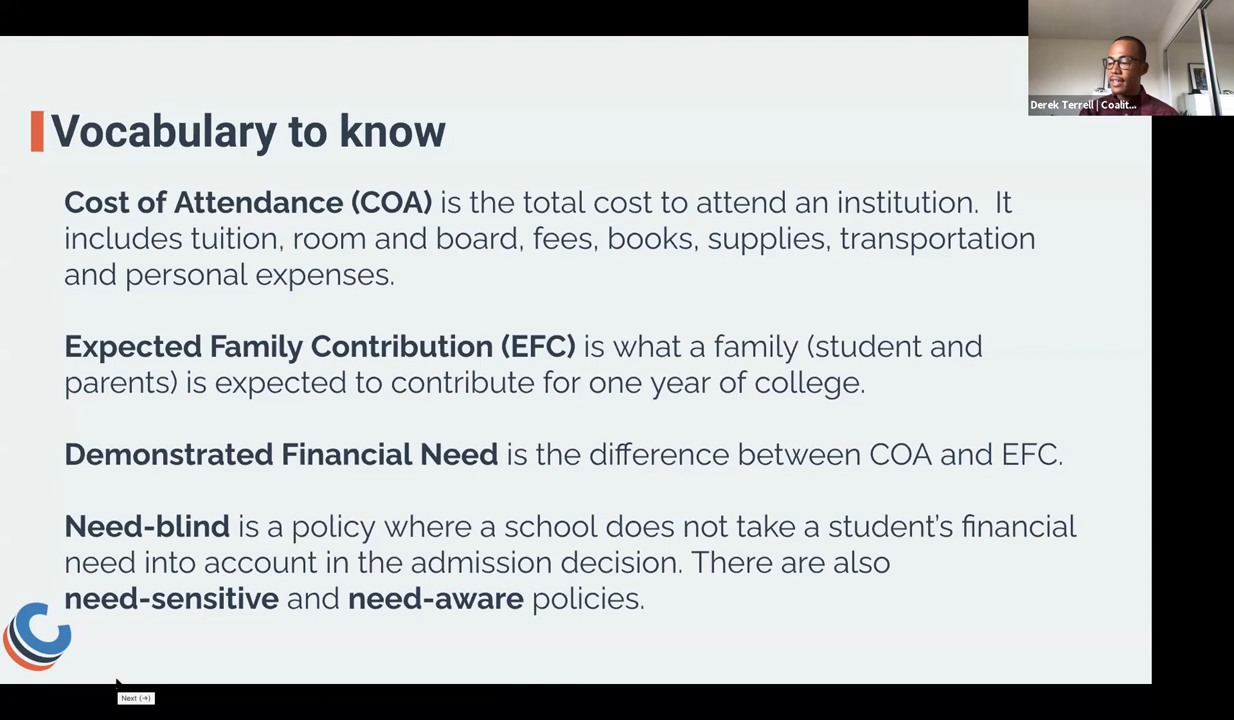 Derek Terrell | Coalit...
Vocabulary to know
Cost of Attendance (COA) is the total cost to attend an institution.  It
includes tuition, room and board, fees, books, supplies, transportation
and personal expenses.
Expected Family Contribution (EFC) is what a family (student and
parents) is expected to contribute for one year of college.
Demonstrated Financial Need is the difference between COA and EFC.
Need-blind is a policy where a school does not take a student’s financial
need into account in the admission decision. There are also
need-sensitive and need-aware policies.
Next (→)